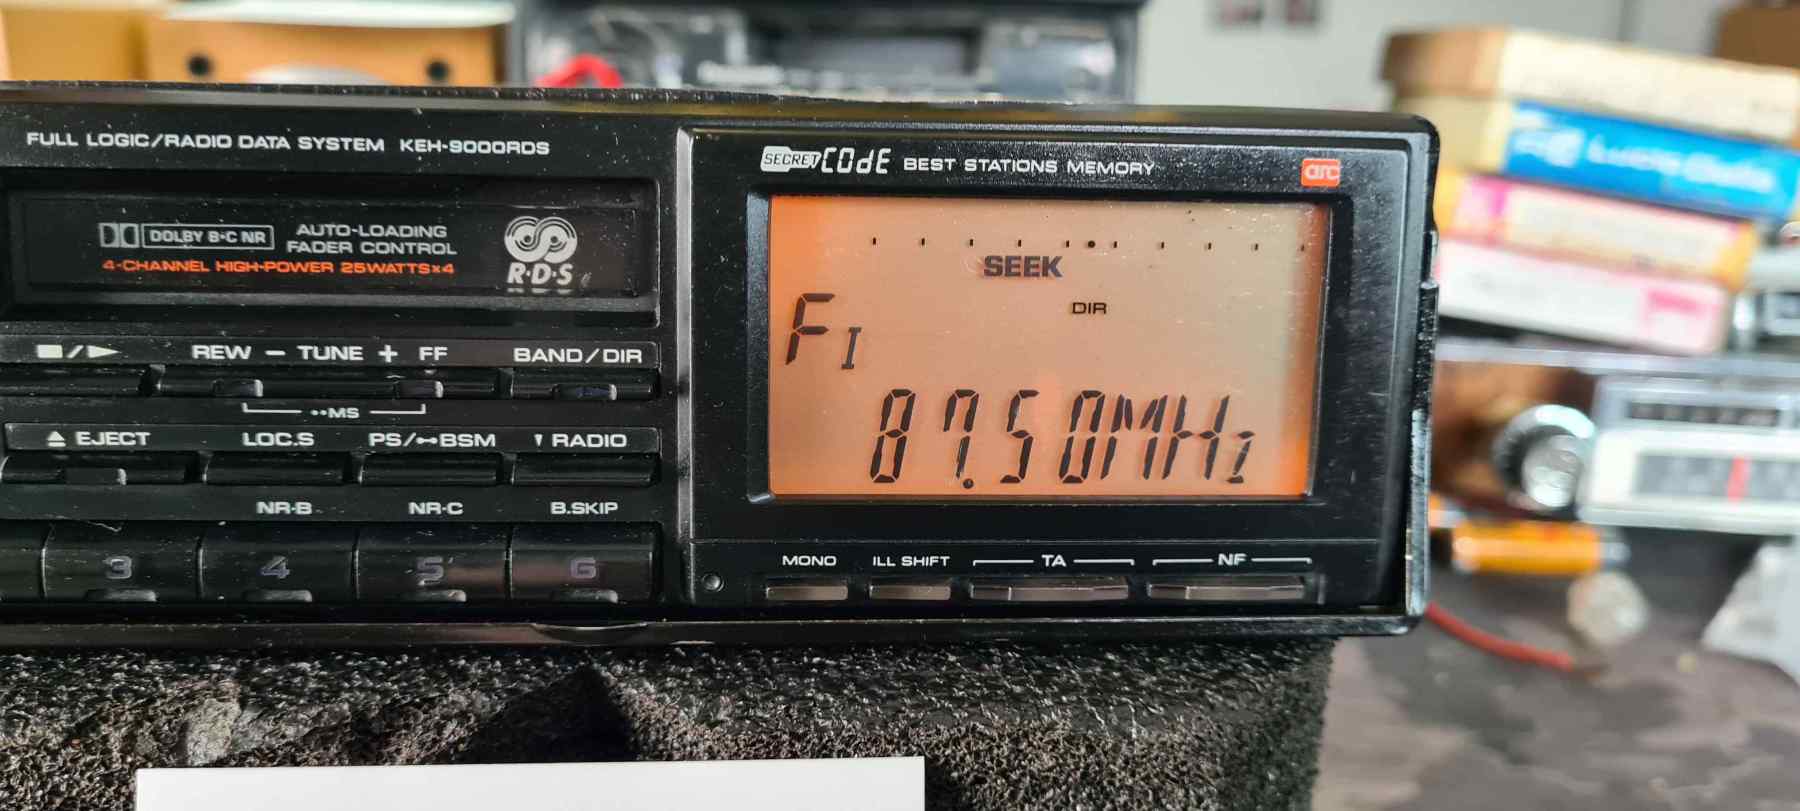 FULL LOGIC/RADIO DATA SYSTEM KEH-9000RDS
DOLBY B·C NR
AUTO-LOADING
FADER CONTROL
4-CHANNEL HIGH-POWER 25WATTS×4
R·D·S
REW – TUNE + FF
BAND/DIR
MS
EJECT
LOC.S
PS/BSM
RADIO
NR-B
NR-C
B.SKIP
3
4
5
6
SECRET CODE BEST STATIONS MEMORY
arc
SEEK
DIR
F1
87.50MHz
MONO
ILL SHIFT
TA
NF